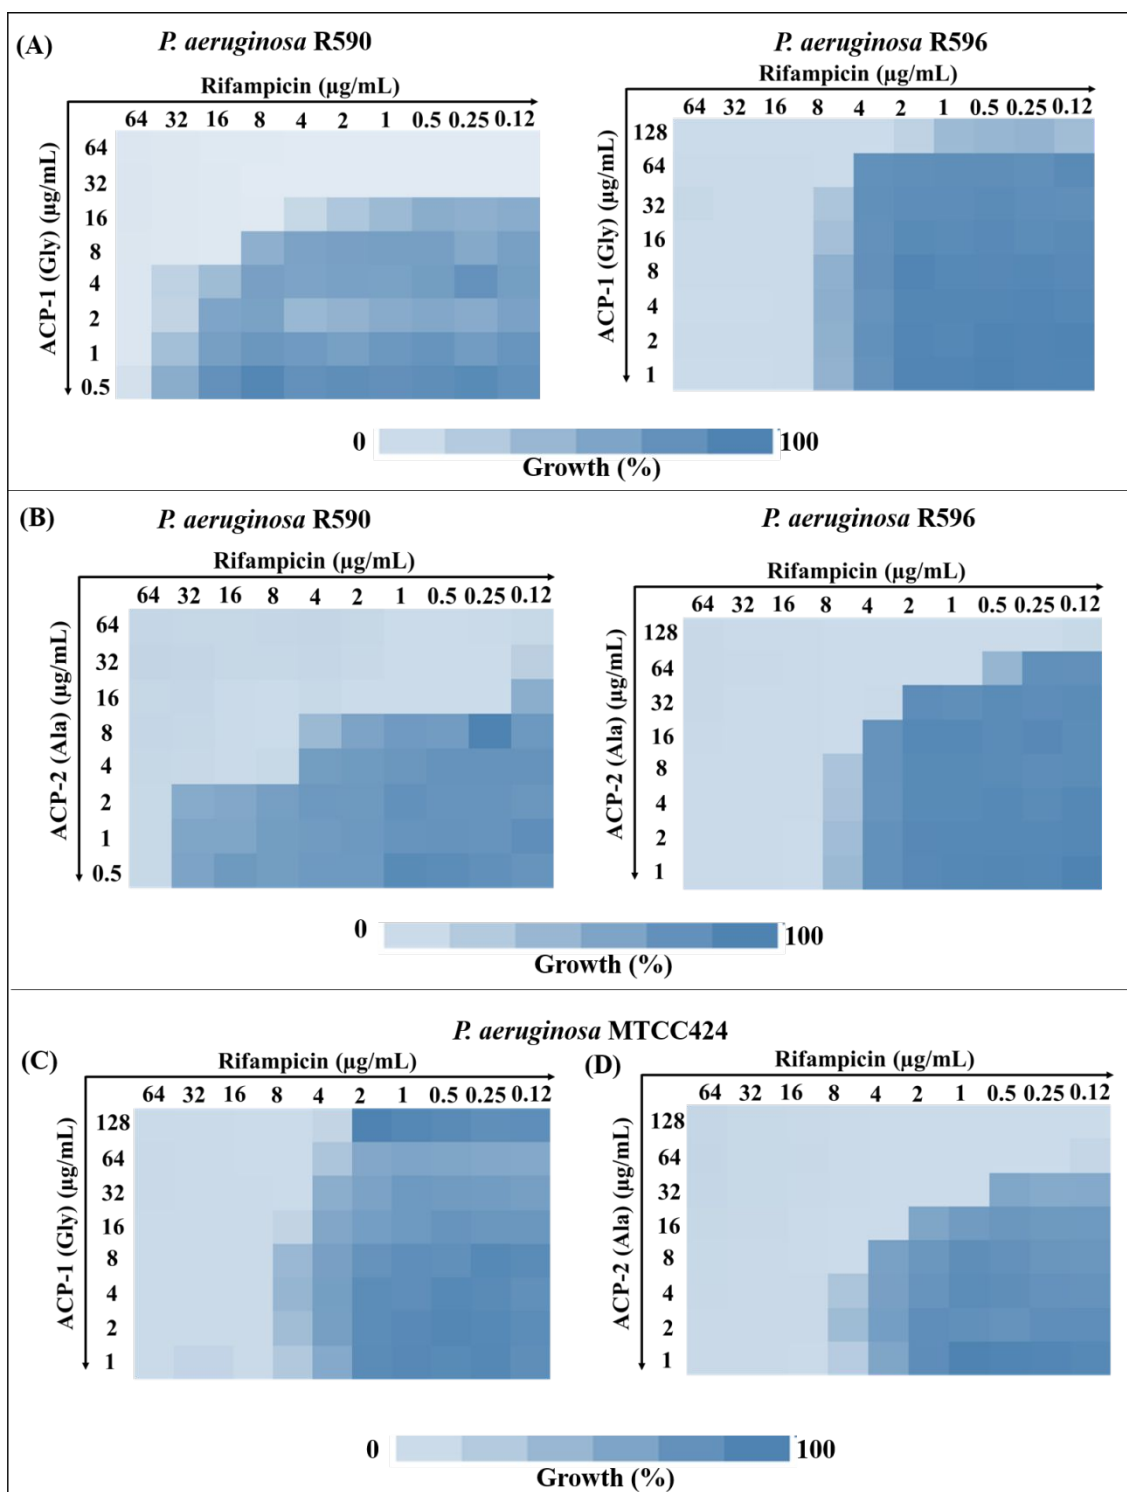 (A)
P. aeruginosa R590
P. aeruginosa R596
Rifampicin (µg/mL)
64 32 16 8 4 2 1 0.5 0.25 0.12
ACP-1 (Gly) (µg/mL)
64
32
16
8
4
2
1
0.5
Rifampicin (µg/mL)
64 32 16 8 4 2 1 0.5 0.25 0.12
ACP-1 (Gly) (µg/mL)
128
64
32
16
8
4
2
1
0 100
Growth (%)
(B)
P. aeruginosa R590
P. aeruginosa R596
Rifampicin (µg/mL)
64 32 16 8 4 2 1 0.5 0.25 0.12
ACP-2 (Ala) (µg/mL)
64
32
16
8
4
2
1
0.5
Rifampicin (µg/mL)
64 32 16 8 4 2 1 0.5 0.25 0.12
ACP-2 (Ala) (µg/mL)
128
64
32
16
8
4
2
1
0 100
Growth (%)
P. aeruginosa MTCC424
(C)
Rifampicin (µg/mL)
64 32 16 8 4 2 1 0.5 0.25 0.12
ACP-1 (Gly) (µg/mL)
128
64
32
16
8
4
2
1
(D)
Rifampicin (µg/mL)
64 32 16 8 4 2 1 0.5 0.25 0.12
ACP-2 (Ala) (µg/mL)
128
64
32
16
8
4
2
1
0 100
Growth (%)